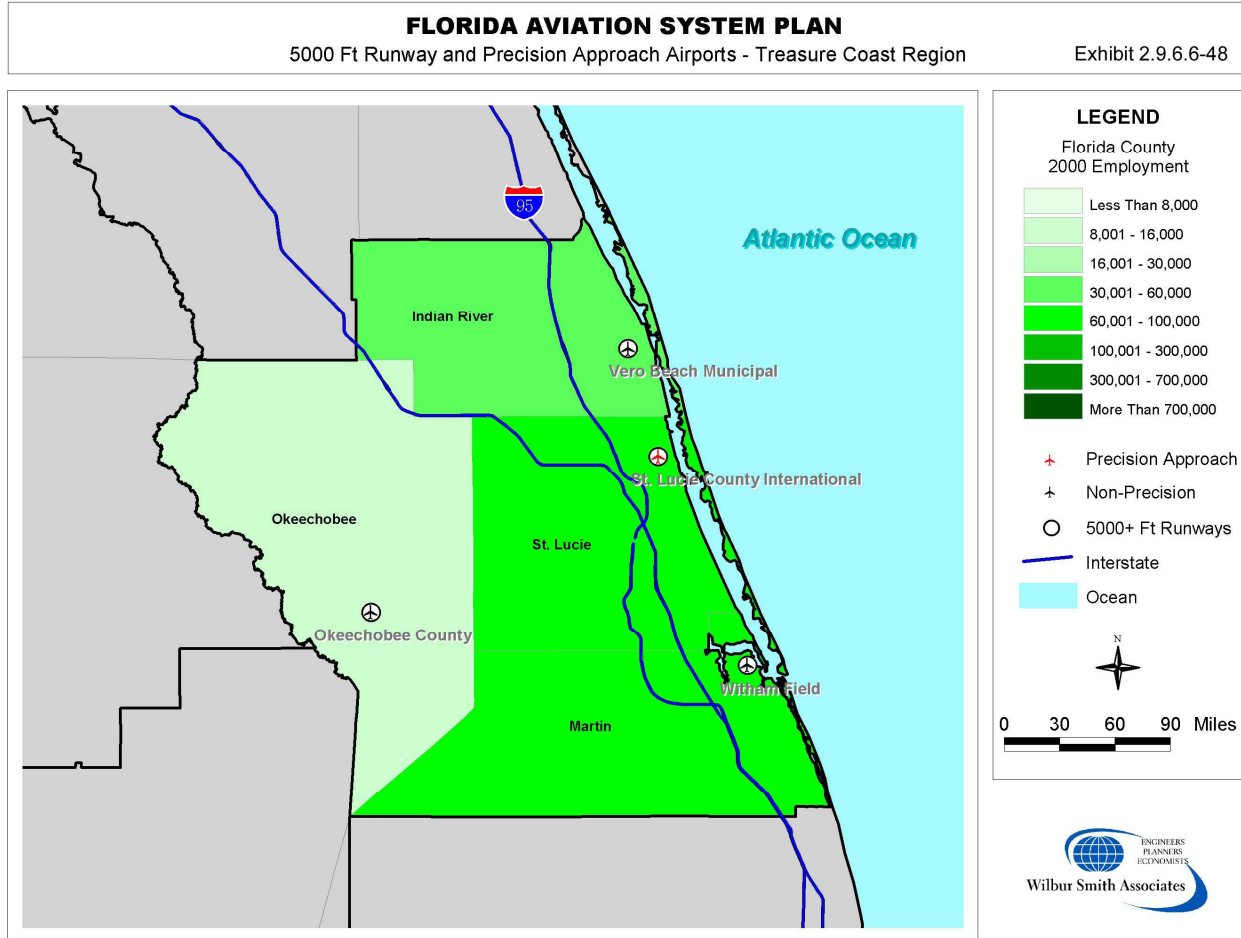 FLORIDA AVIATION SYSTEM PLAN
5000 Ft Runway and Precision Approach Airports - Treasure Coast Region
Exhibit 2.9.6.6-48
95
Atlantic Ocean
Indian River
Vero Beach Municipal
St. Lucie County International
Okeechobee
St. Lucie
Okeechobee County
Witham Field
Martin
LEGEND
Florida County
2000 Employment
Less Than 8,000
8,001 - 16,000
16,001 - 30,000
30,001 - 60,000
60,001 - 100,000
100,001 - 300,000
300,001 - 700,000
More Than 700,000
Precision Approach
Non-Precision
5000+ Ft Runways
Interstate
Ocean
N
0 30 60 90 Miles
ENGINEERS
PLANNERS
ECONOMISTS
Wilbur Smith Associates